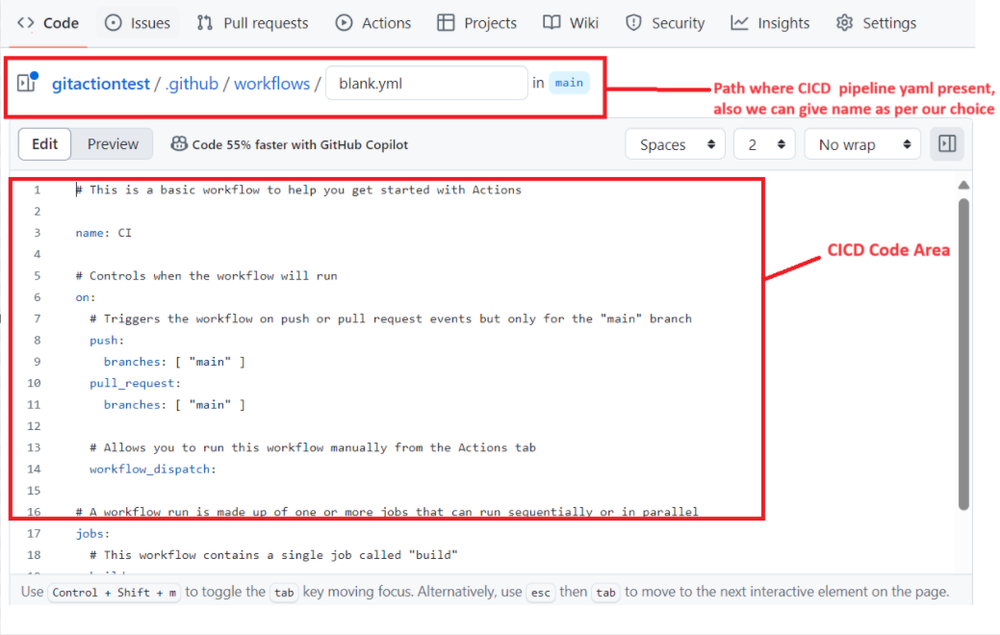 Code Issues Pull requests Actions Projects Wiki Security Insights Settings
gitactiontest / .github / workflows / blank.yml in main
Path where CICD pipeline yaml present,
also we can give name as per our choice
Edit Preview Code 55% faster with GitHub Copilot Spaces 2 No wrap
1 # This is a basic workflow to help you get started with Actions
2
3 name: CI
4
CICD Code Area
5 # Controls when the workflow will run
6 on:
7 # Triggers the workflow on push or pull request events but only for the "main" branch
8 push:
9 branches: [ "main" ]
10 pull_request:
11 branches: [ "main" ]
12
13 # Allows you to run this workflow manually from the Actions tab
14 workflow_dispatch:
15
16 # A workflow run is made up of one or more jobs that can run sequentially or in parallel
17 jobs:
18 # This workflow contains a single job called "build"
Use Control + Shift + m to toggle the tab key moving focus. Alternatively, use esc then tab to move to the next interactive element on the page.